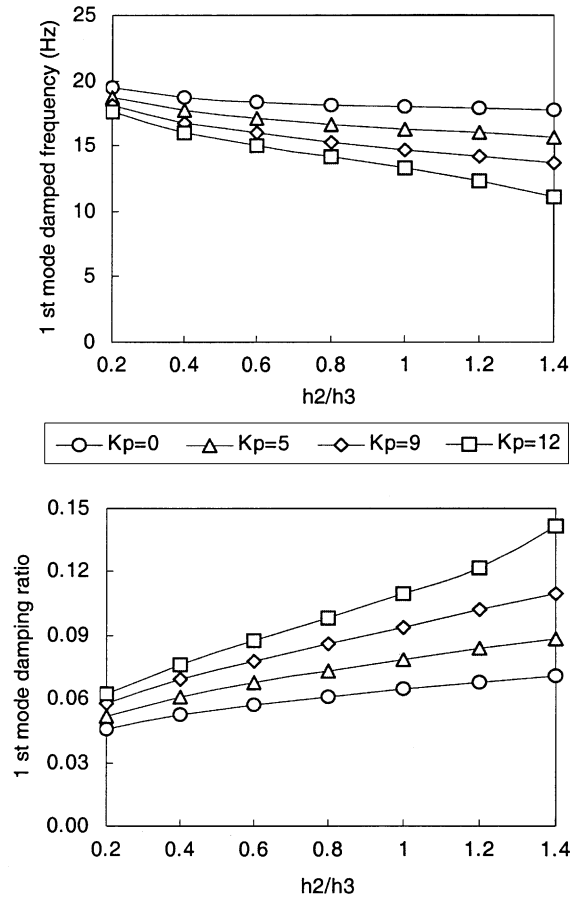 25
20
15
10
5
0
1 st mode damped frequency (Hz)
0.2 0.4 0.6 0.8 1 1.2 1.4
h2/h3
Kp=0 Kp=5 Kp=9 Kp=12
0.15
0.12
0.09
0.06
0.03
0.00
1 st mode damping ratio
0.2 0.4 0.6 0.8 1 1.2 1.4
h2/h3